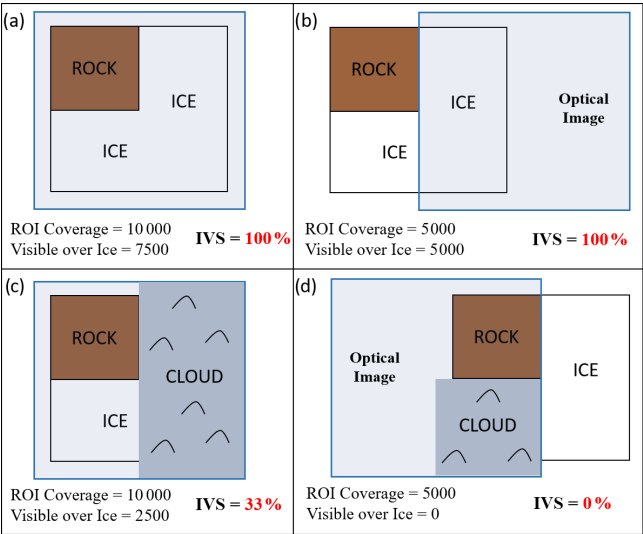 (a)
ROCK
ICE
ICE
ROI Coverage = 10 000
Visible over Ice = 7500
IVS = 100 %
(b)
ROCK
ICE
ICE
Optical
Image
ROI Coverage = 5000
Visible over Ice = 5000
IVS = 100 %
(c)
ROCK
ICE
CLOUD
ROI Coverage = 10 000
Visible over Ice = 2500
IVS = 33 %
(d)
Optical
Image
ROCK
ICE
CLOUD
ROI Coverage = 5000
Visible over Ice = 0
IVS = 0 %